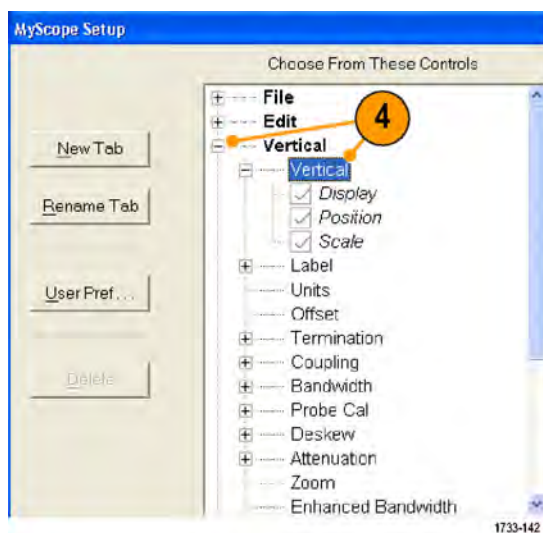 MyScope Setup
Choose From These Controls
File
Edit
4
New Tab
Vertical
Vertical
Display
Rename Tab
Position
Scale
Label
User Pref...
Units
Offset
Termination
Delete
Coupling
Bandwidth
Probe Cal
Deskew
Attenuation
Zoom
Enhanced Bandwidth
1733-142